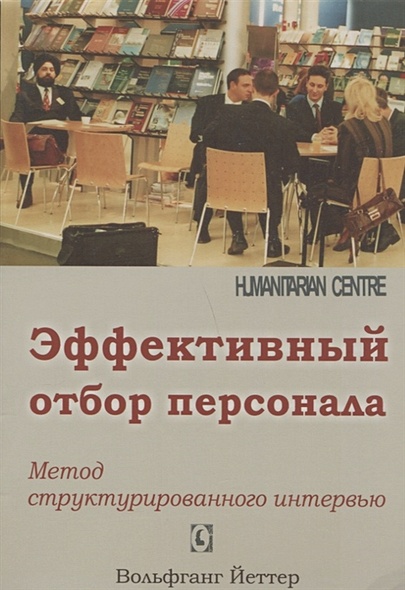 HUMANITARIAN CENTRE
Эффективный
отбор персонала
Метод
структурированного интервью
Вольфганг Йеттер